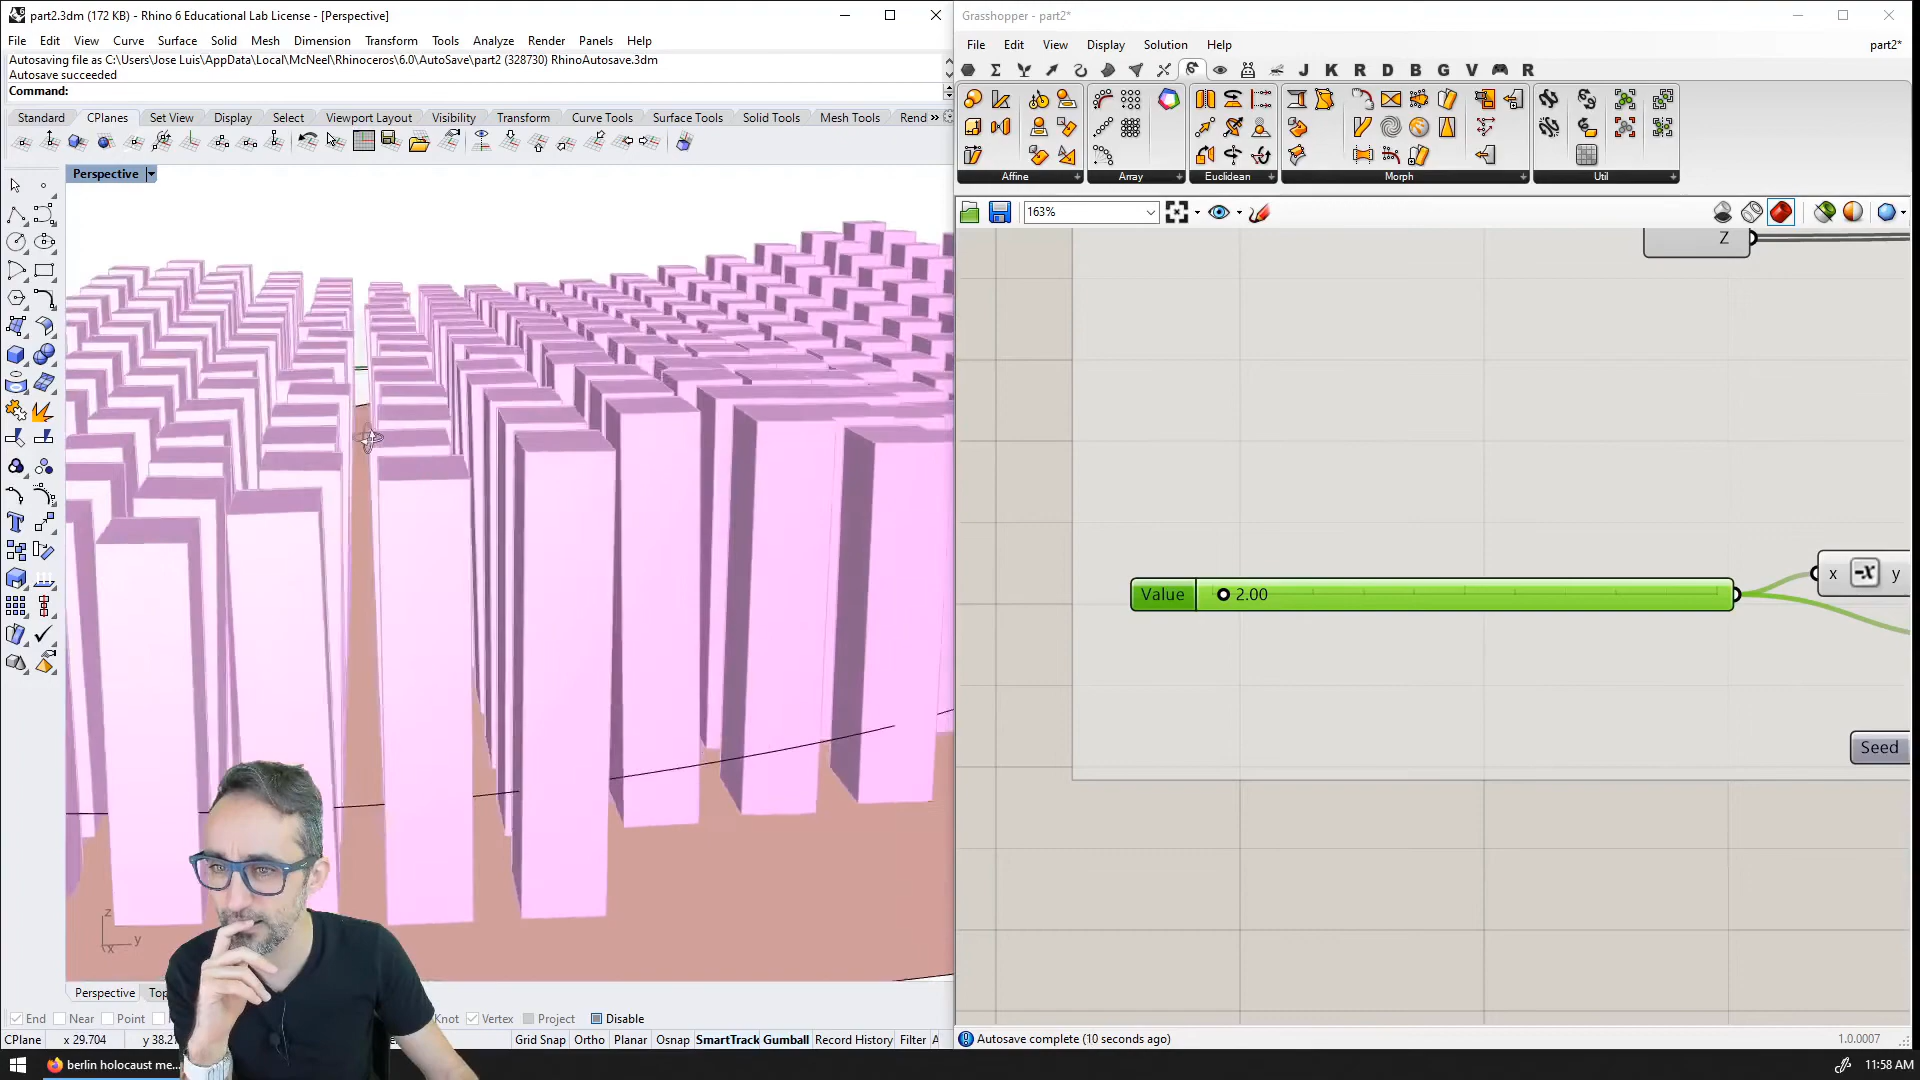 part2.3dm (172 KB) - Rhino 6 Educational Lab License - [Perspective]
File Edit View Curve Surface Solid Mesh Dimension Transform Tools Analyze Render Panels Help
Autosaving file as C:\Users\Jose Luis\AppData\Local\McNeel\Rhinoceros\6.0\AutoSave\part2 (328730) RhinoAutosave.3dm
Autosave succeeded
Command:
Standard CPlanes Set View Display Select Viewport Layout Visibility Transform Curve Tools Surface Tools Solid Tools Mesh Tools Rend »
Perspective
z
y
x
Perspective Top
End Near Point Knot Vertex Project Disable
CPlane x 29.704 y 38.27 Grid Snap Ortho Planar Osnap SmartTrack Gumball Record History Filter
berlin holocaust me...
Grasshopper - part2*
File Edit View Display Solution Help part2*
J K R D B G V R
Affine Array Euclidean Morph Util
163%
Z
Value 2.00
x -x y
Seed
Autosave complete (10 seconds ago) 1.0.0007
11:58 AM